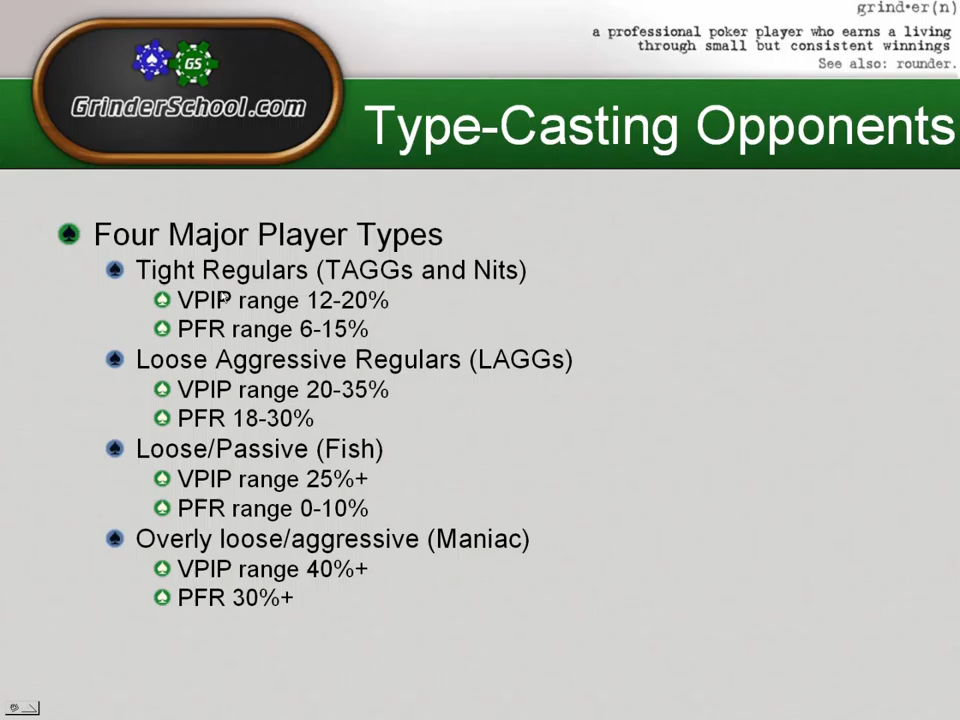 grind•er(n)
a professional poker player who earns a living
through small but consistent winnings
See also: rounder.
GS
GrinderSchool.com
Type-Casting Opponents
Four Major Player Types
Tight Regulars (TAGGs and Nits)
VPIP range 12-20%
PFR range 6-15%
Loose Aggressive Regulars (LAGGs)
VPIP range 20-35%
PFR 18-30%
Loose/Passive (Fish)
VPIP range 25%+
PFR range 0-10%
Overly loose/aggressive (Maniac)
VPIP range 40%+
PFR 30%+